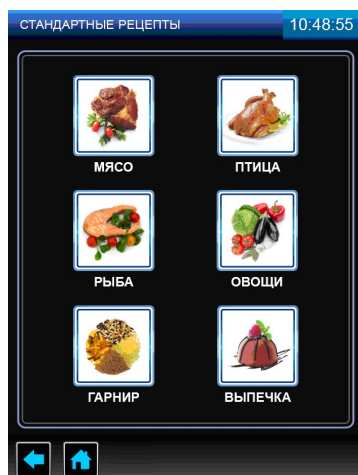 СТАНДАРТНЫЕ РЕЦЕПТЫ 10:48:55
МЯСО ПТИЦА
РЫБА ОВОЩИ
ГАРНИР ВЫПЕЧКА